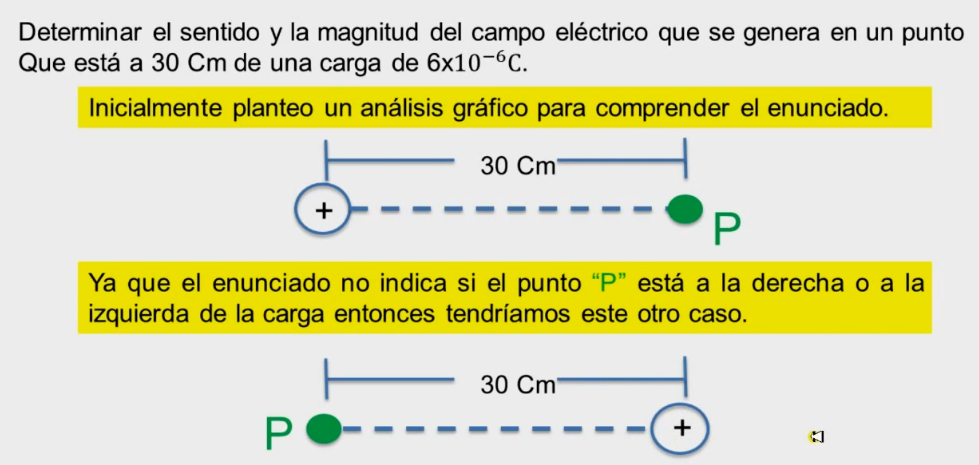 Determinar el sentido y la magnitud del campo eléctrico que se genera en un punto
Que está a 30 Cm de una carga de 6x10⁻⁶C.
Inicialmente planteo un análisis gráfico para comprender el enunciado.
30 Cm
+
P
Ya que el enunciado no indica si el punto “P” está a la derecha o a la
izquierda de la carga entonces tendríamos este otro caso.
30 Cm
P
+